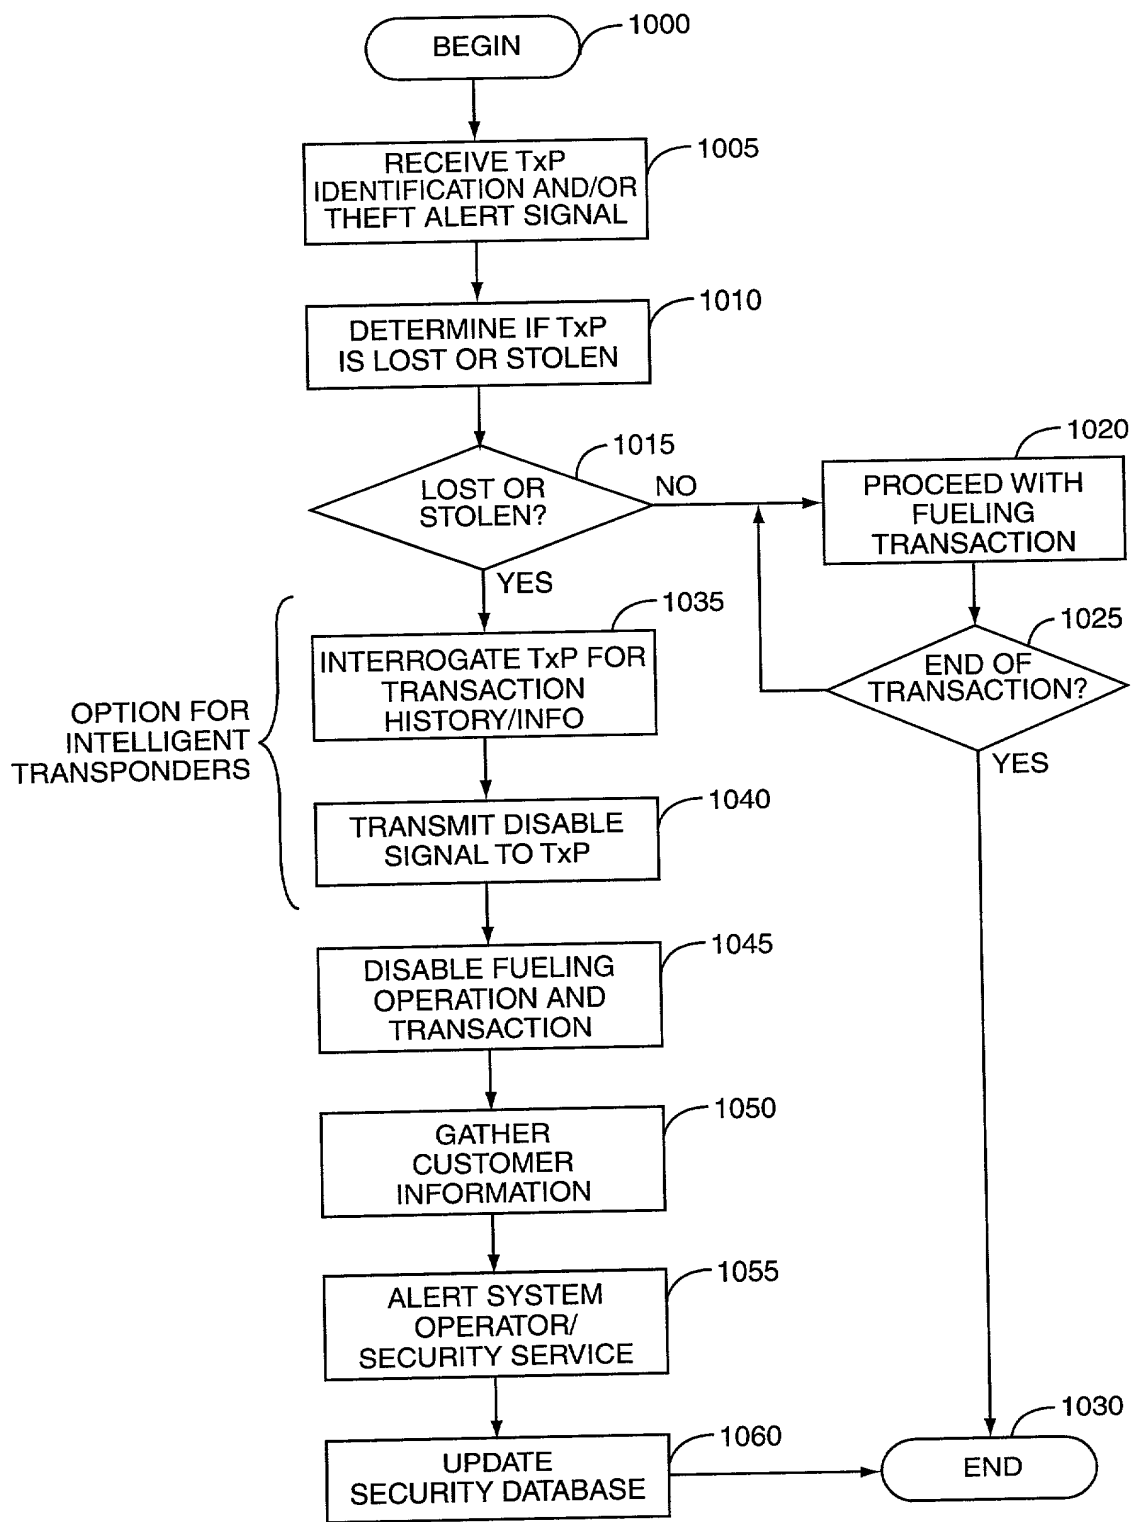 BEGIN
1000
RECEIVE TxP
IDENTIFICATION AND/OR
THEFT ALERT SIGNAL
1005
DETERMINE IF TxP
IS LOST OR STOLEN
1010
LOST OR
STOLEN?
1015
NO
YES
PROCEED WITH
FUELING
TRANSACTION
1020
END OF
TRANSACTION?
1025
YES
OPTION FOR
INTELLIGENT
TRANSPONDERS
INTERROGATE TxP FOR
TRANSACTION
HISTORY/INFO
1035
TRANSMIT DISABLE
SIGNAL TO TxP
1040
DISABLE FUELING
OPERATION AND
TRANSACTION
1045
GATHER
CUSTOMER
INFORMATION
1050
ALERT SYSTEM
OPERATOR/
SECURITY SERVICE
1055
UPDATE
SECURITY DATABASE
1060
END
1030